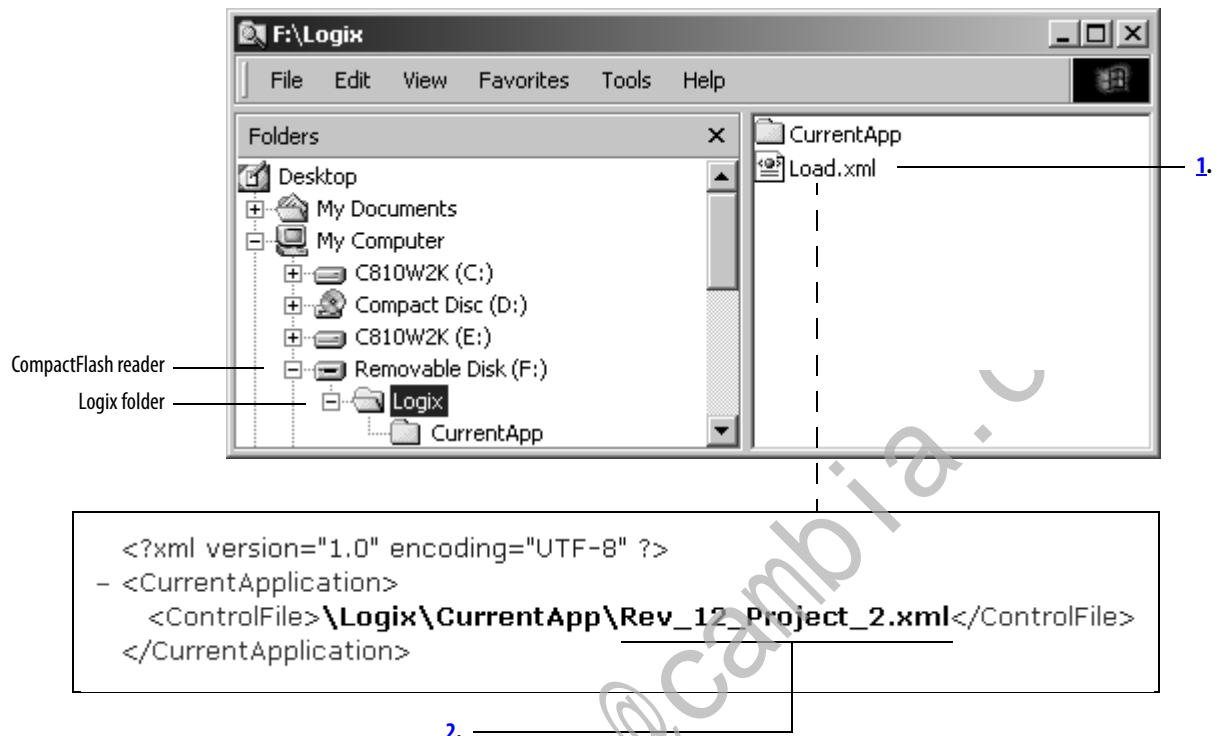 F:\Logix
File Edit View Favorites Tools Help
Folders
Desktop
My Documents
My Computer
C810W2K (C:)
Compact Disc (D:)
C810W2K (E:)
Removable Disk (F:)
Logix
CurrentApp
CurrentApp
Load.xml
1.
CompactFlash reader
Logix folder
<?xml version="1.0" encoding="UTF-8" ?>
– <CurrentApplication>
<ControlFile>\Logix\CurrentApp\Rev_12_Project_2.xml</ControlFile>
</CurrentApplication>
2.
@cambia.c